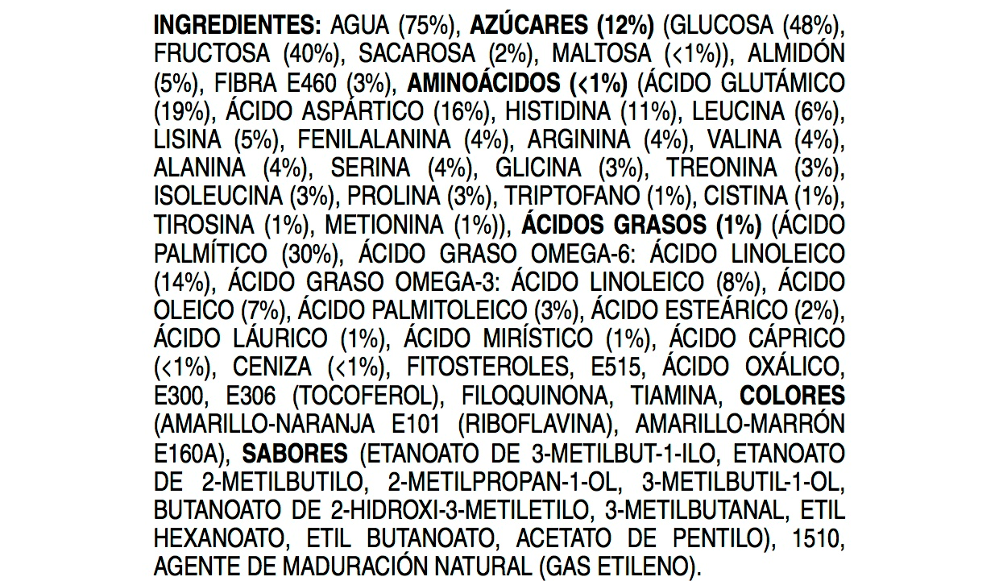 INGREDIENTES: AGUA (75%), AZÚCARES (12%) (GLUCOSA (48%),
FRUCTOSA (40%), SACAROSA (2%), MALTOSA (<1%)), ALMIDÓN
(5%), FIBRA E460 (3%), AMINOÁCIDOS (<1%) (ÁCIDO GLUTÁMICO
(19%), ÁCIDO ASPÁRTICO (16%), HISTIDINA (11%), LEUCINA (6%),
LISINA (5%), FENILALANINA (4%), ARGININA (4%), VALINA (4%),
ALANINA (4%), SERINA (4%), GLICINA (3%), TREONINA (3%),
ISOLEUCINA (3%), PROLINA (3%), TRIPTOFANO (1%), CISTINA (1%),
TIROSINA (1%), METIONINA (1%)), ÁCIDOS GRASOS (1%) (ÁCIDO
PALMÍTICO (30%), ÁCIDO GRASO OMEGA-6: ÁCIDO LINOLEICO
(14%), ÁCIDO GRASO OMEGA-3: ÁCIDO LINOLEICO (8%), ÁCIDO
OLEICO (7%), ÁCIDO PALMITOLEICO (3%), ÁCIDO ESTEÁRICO (2%),
ÁCIDO LÁURICO (1%), ÁCIDO MIRÍSTICO (1%), ÁCIDO CÁPRICO
(<1%), CENIZA (<1%), FITOSTEROLES, E515, ÁCIDO OXÁLICO,
E300, E306 (TOCOFEROL), FILOQUINONA, TIAMINA, COLORES
(AMARILLO-NARANJA E101 (RIBOFLAVINA), AMARILLO-MARRÓN
E160A), SABORES (ETANOATO DE 3-METILBUT-1-ILO, ETANOATO
DE 2-METILBUTILO, 2-METILPROPAN-1-OL, 3-METILBUTIL-1-OL,
BUTANOATO DE 2-HIDROXI-3-METILETILO, 3-METILBUTANAL, ETIL
HEXANOATO, ETIL BUTANOATO, ACETATO DE PENTILO), 1510,
AGENTE DE MADURACIÓN NATURAL (GAS ETILENO).